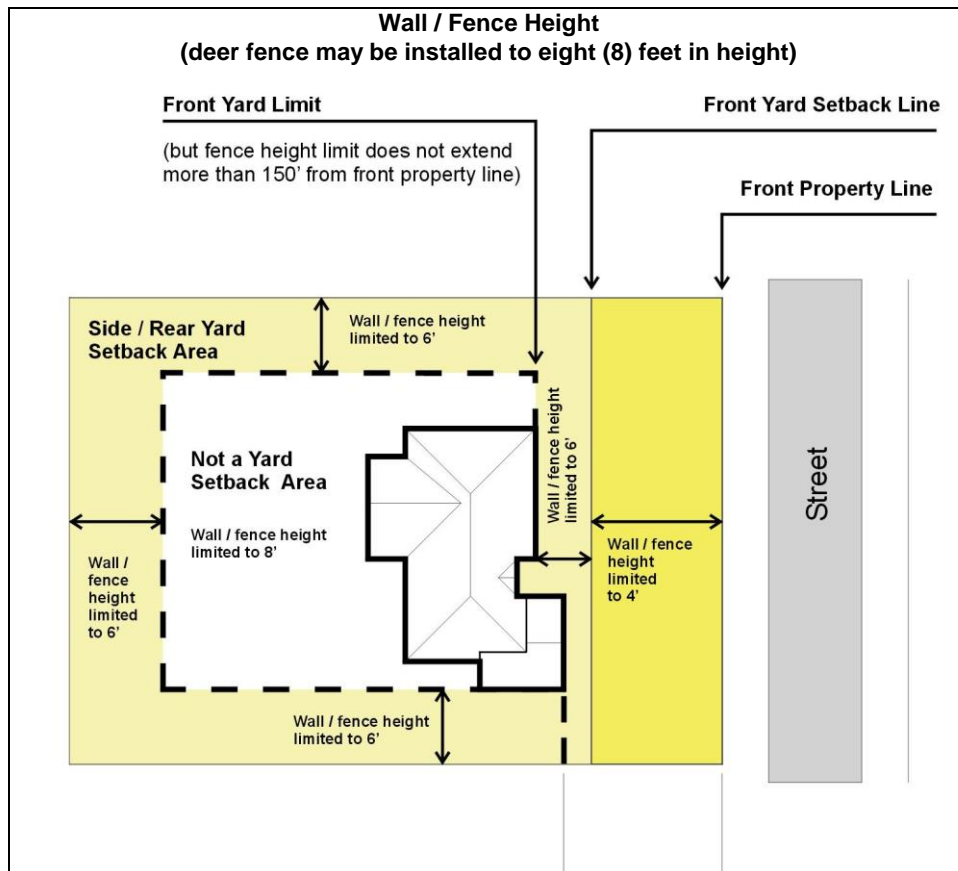 Wall / Fence Height
(deer fence may be installed to eight (8) feet in height)
Front Yard Limit
(but fence height limit does not extend
more than 150' from front property line)
Front Yard Setback Line
Front Property Line
Side / Rear Yard
Setback Area
Wall / fence height
limited to 6'
Not a Yard
Setback Area
Wall / fence height
limited to 8'
Wall / fence height
limited to 6'
Wall /
fence
height
limited
to 6'
Wall / fence
height
limited
to 4'
Street
Wall / fence height
limited to 6'